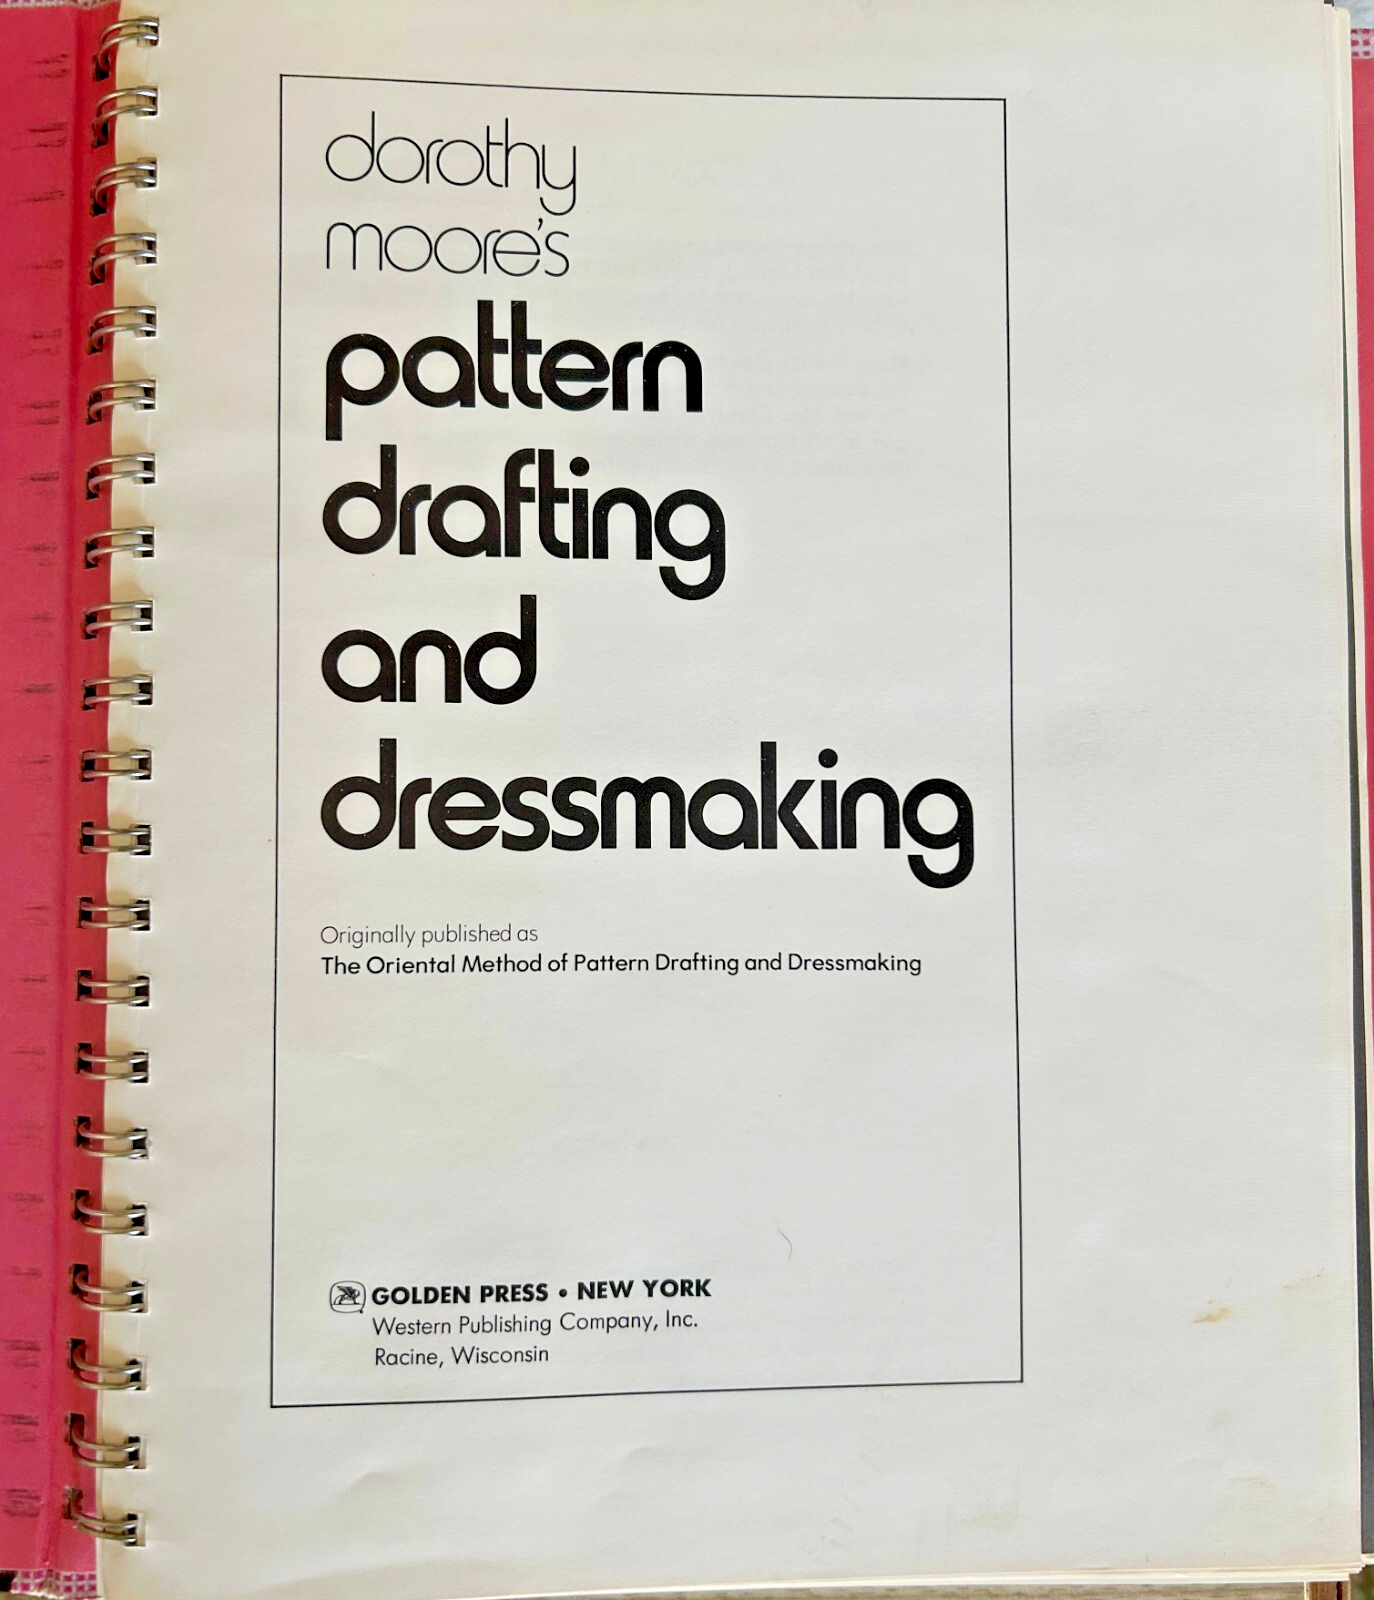 dorothy
moore's
pattern
drafting
and
dressmaking
Originally published as
The Oriental Method of Pattern Drafting and Dressmaking
GOLDEN PRESS • NEW YORK
Western Publishing Company, Inc.
Racine, Wisconsin